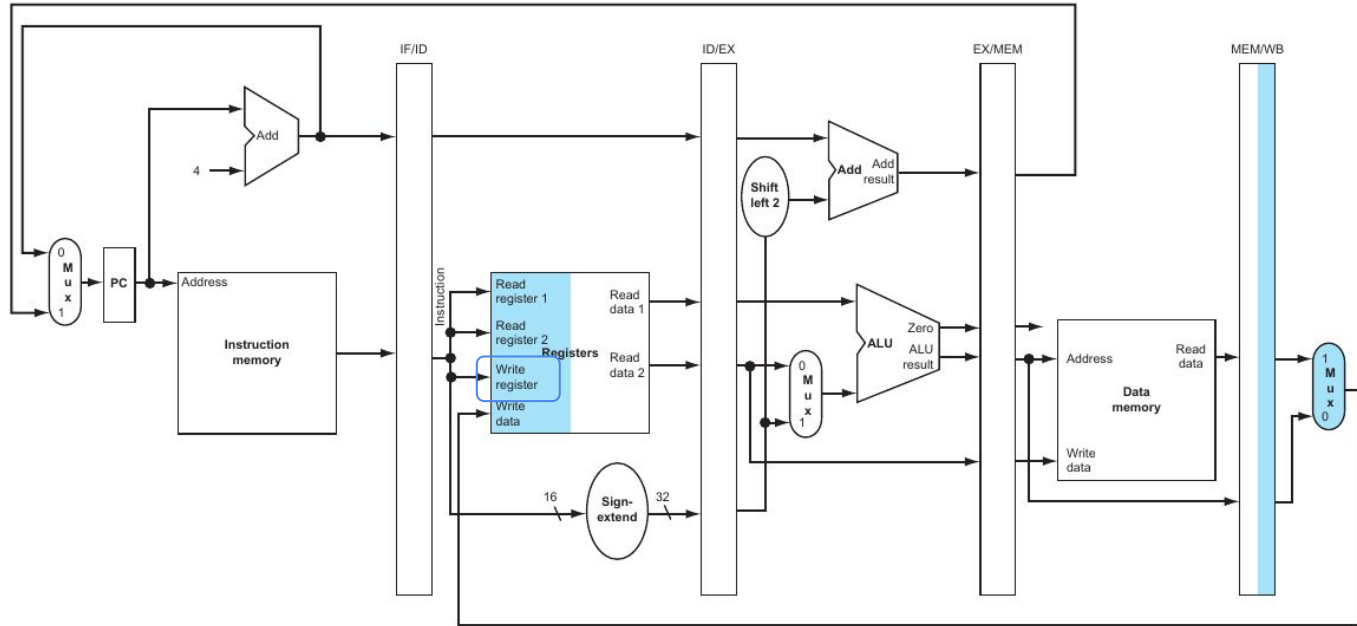 IF/ID
ID/EX
EX/MEM
MEM/WB
Add
4
Shift
left 2
Add
Add
result
0
M
u
x
1
PC
Address
Instruction
memory
Instruction
Read
register 1
Read
register 2
Write
register
Write
data
Registers
Read
data 1
Read
data 2
16
Sign-
extend
32
0
M
u
x
1
Zero
ALU
ALU
result
Address
Read
data
Data
memory
Write
data
1
M
u
x
0